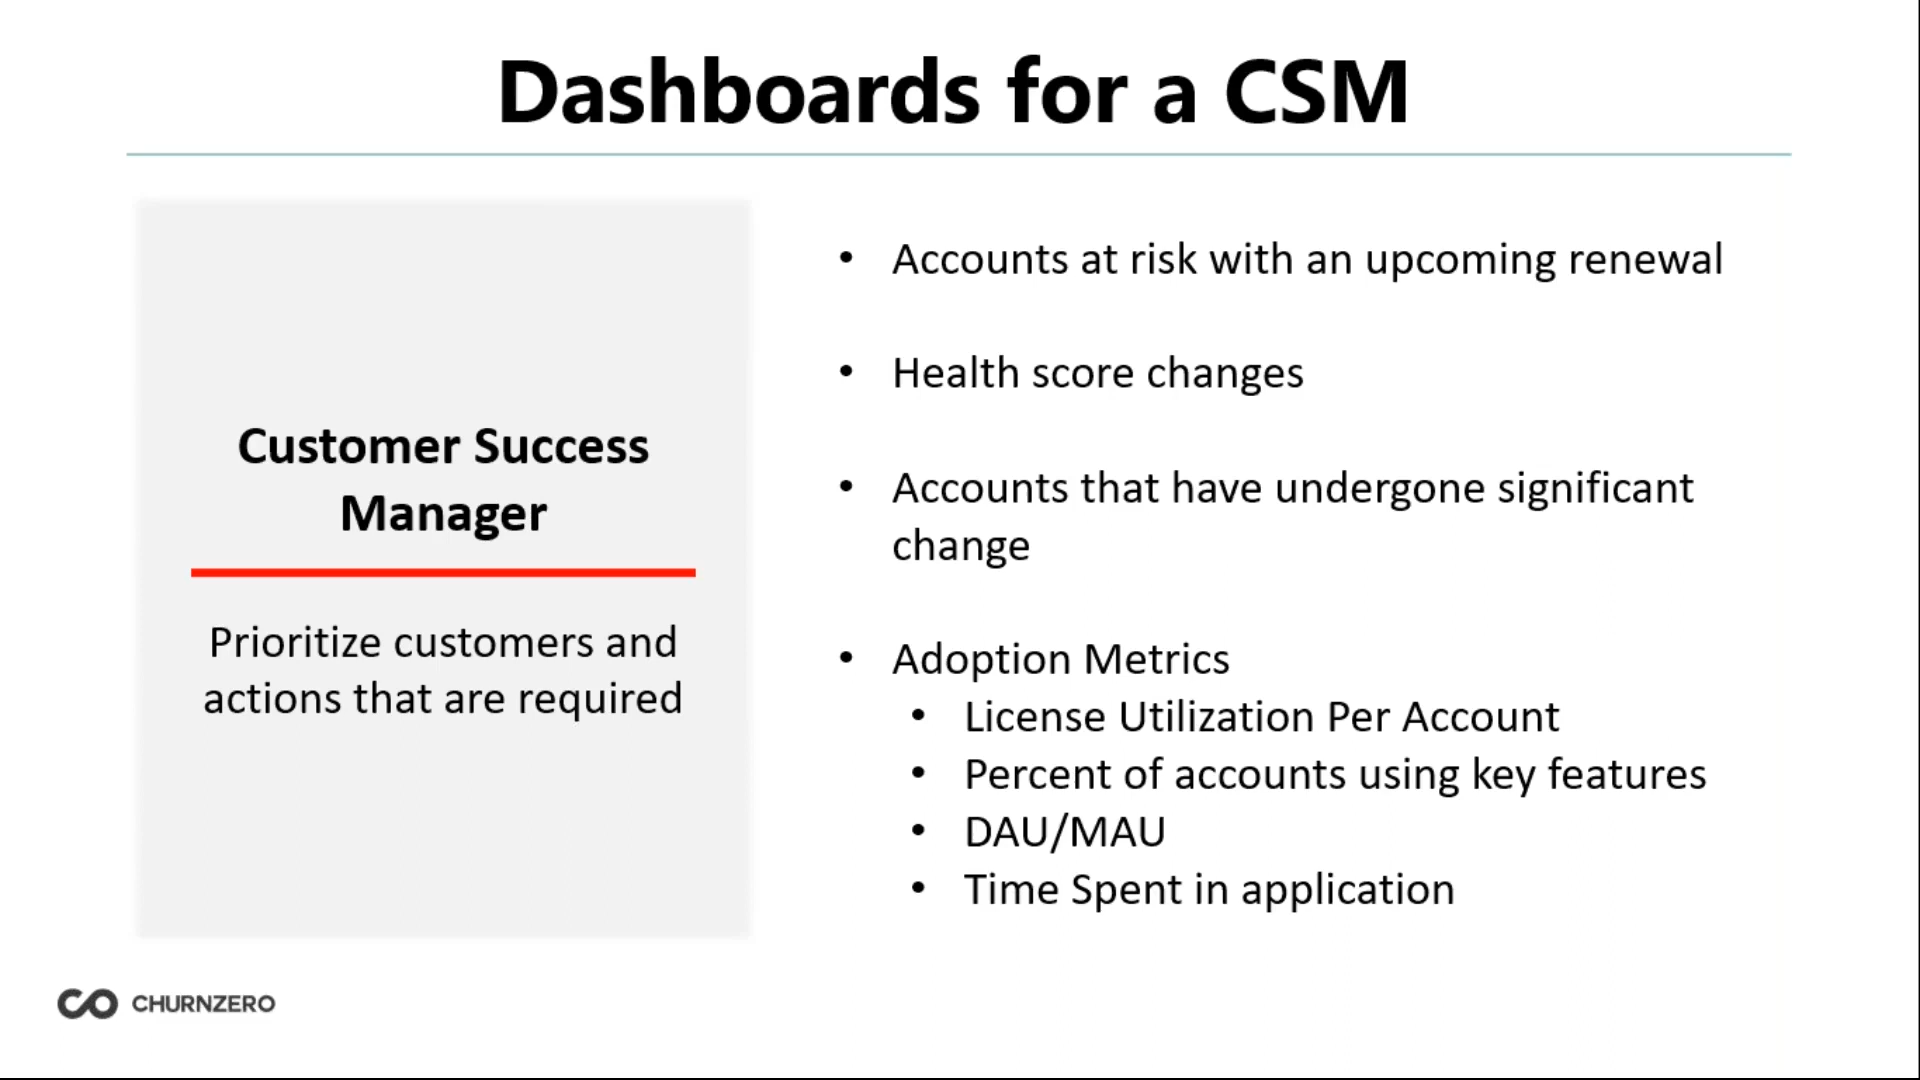 Dashboards for a CSM
Customer Success
Manager
Prioritize customers and
actions that are required
• Accounts at risk with an upcoming renewal
• Health score changes
• Accounts that have undergone significant
change
• Adoption Metrics
• License Utilization Per Account
• Percent of accounts using key features
• DAU/MAU
• Time Spent in application
CHURNZERO